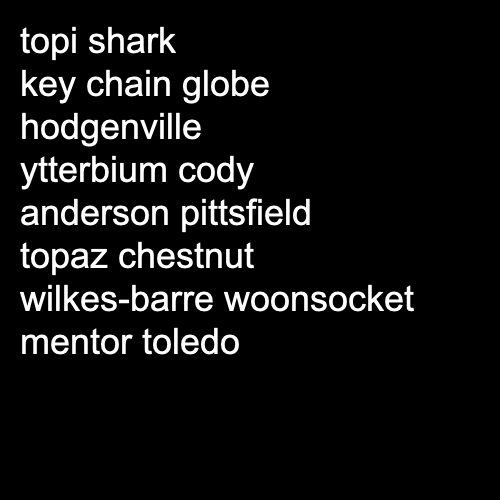 topi shark
key chain globe
hodgenville
ytterbium cody
anderson pittsfield
topaz chestnut
wilkes-barre woonsocket
mentor toledo